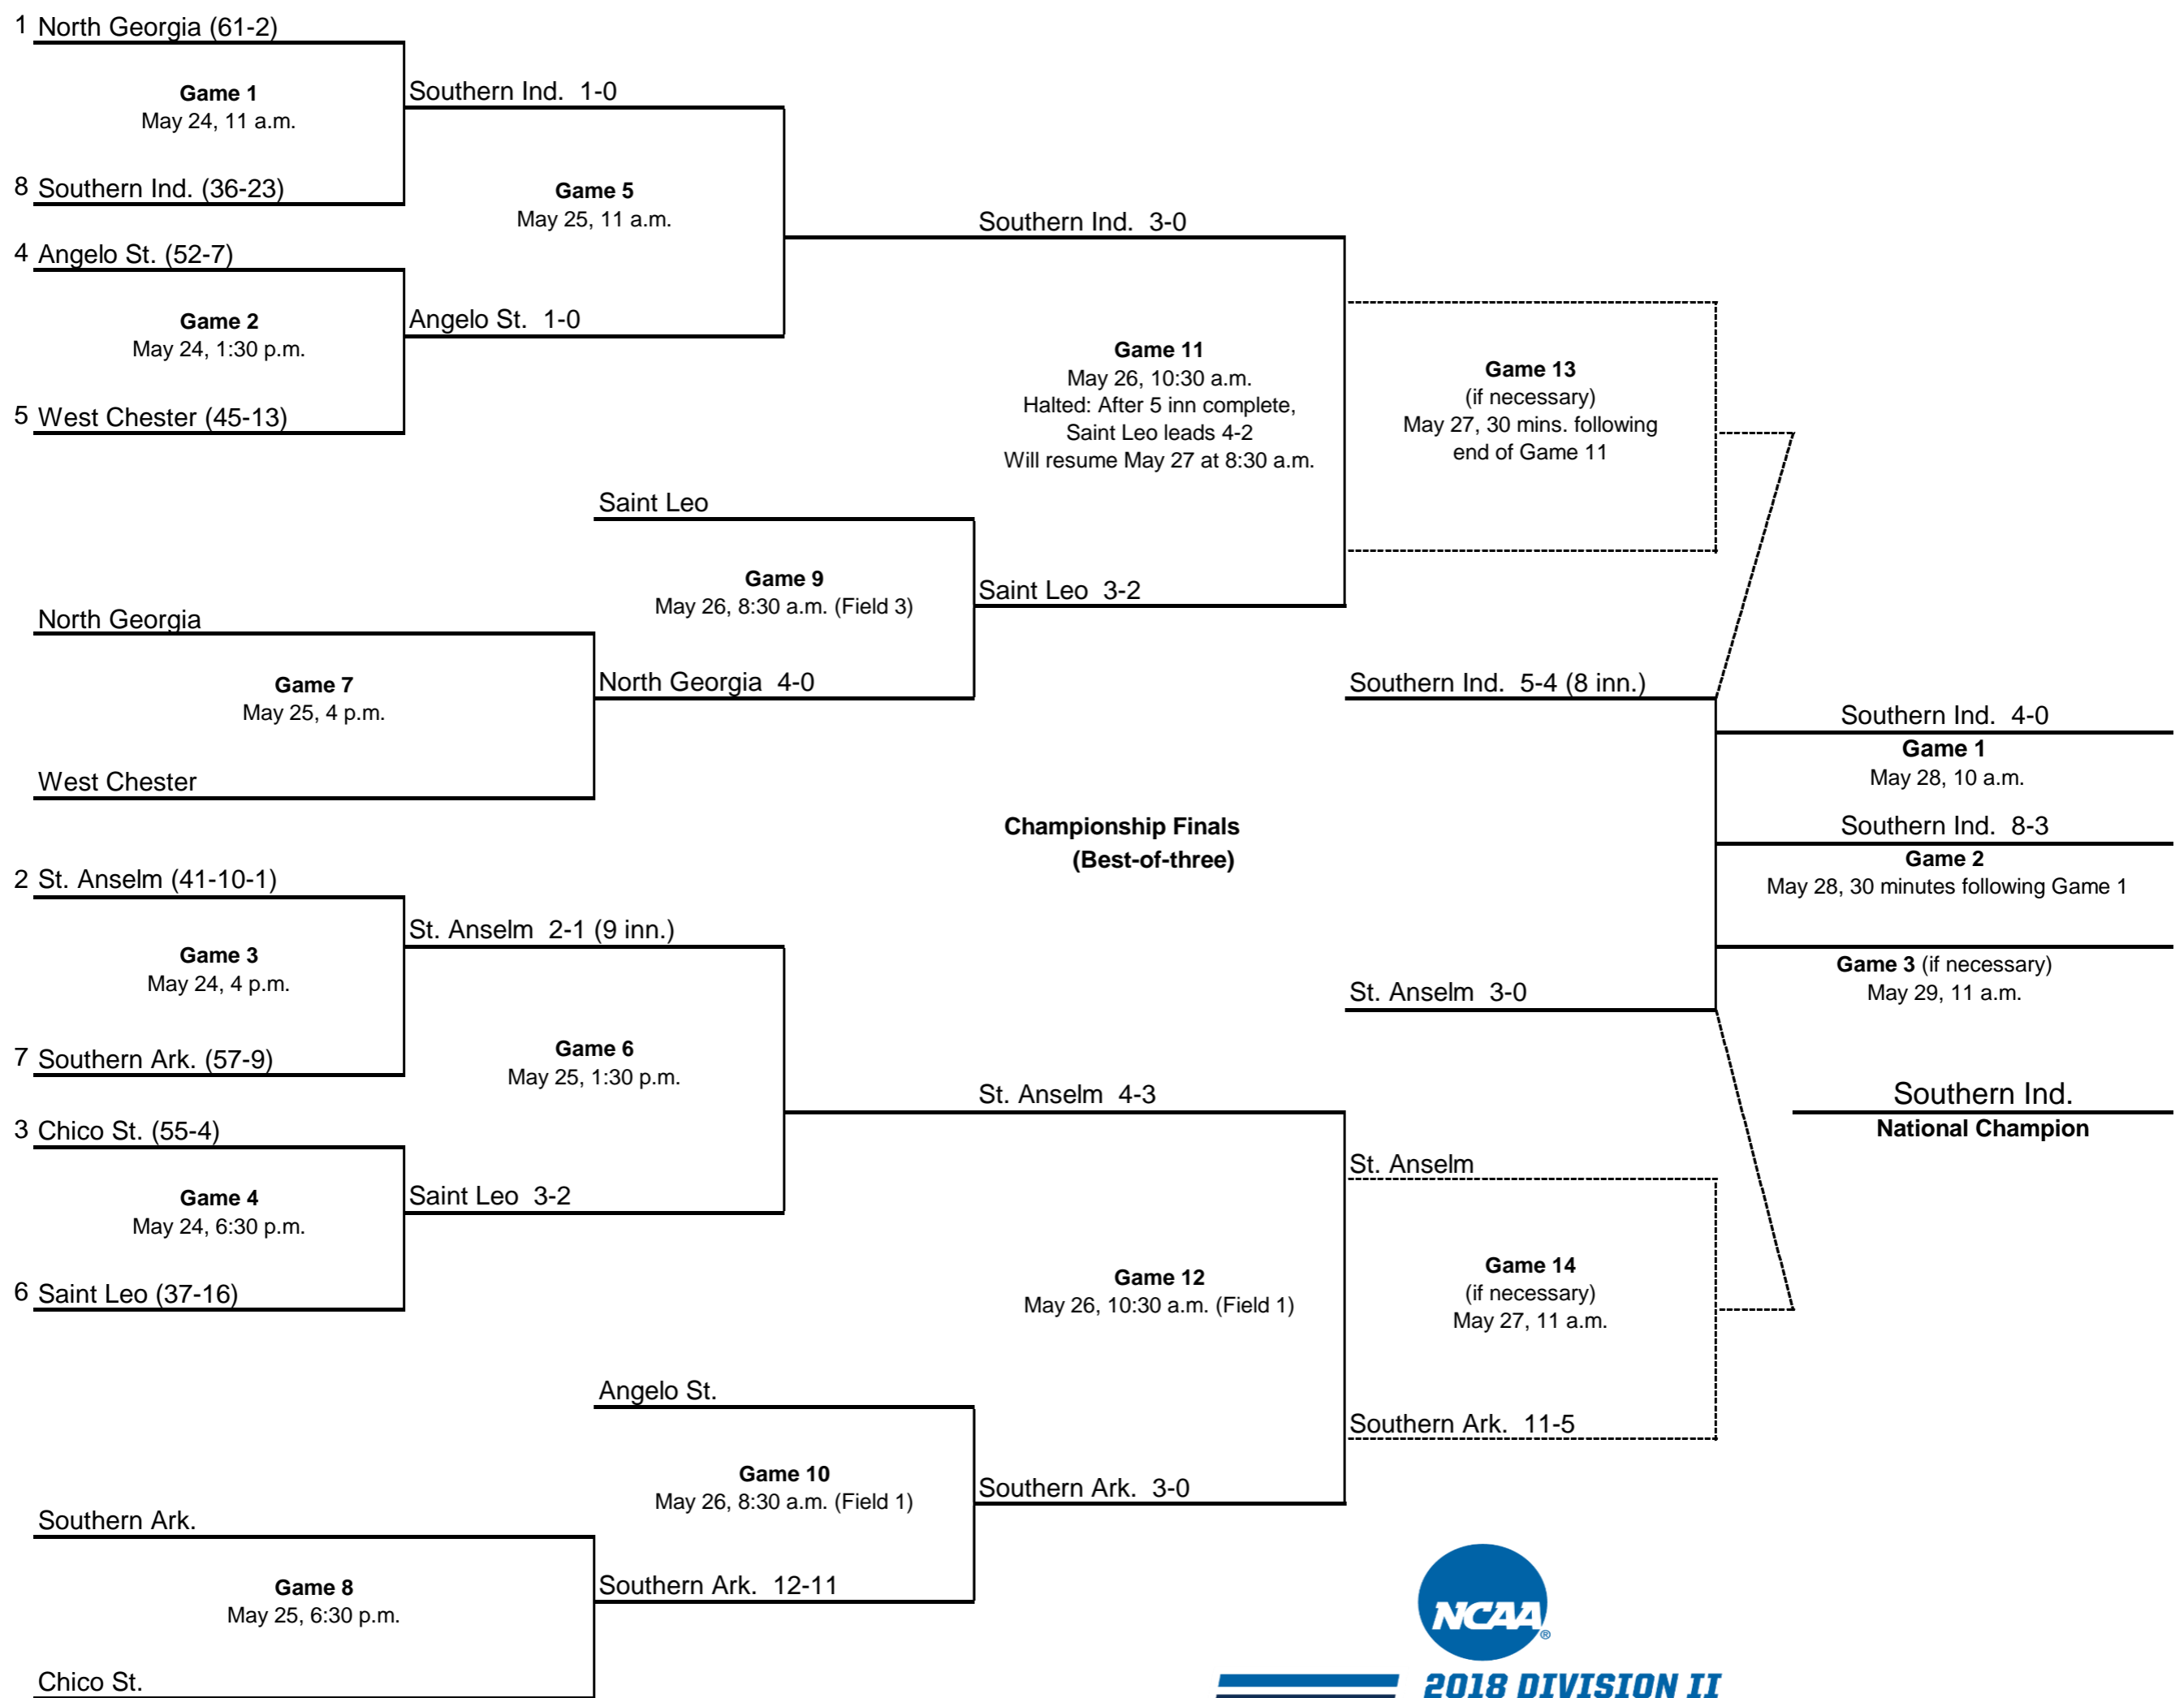 1 North Georgia (61-2)
Game 1
May 24, 11 a.m.
8 Southern Ind. (36-23)
Southern Ind. 1-0
Game 5
May 25, 11 a.m.
4 Angelo St. (52-7)
Game 2
May 24, 1:30 p.m.
5 West Chester (45-13)
Angelo St. 1-0
Southern Ind. 3-0
Game 11
May 26, 10:30 a.m.
Halted: After 5 inn complete,
Saint Leo leads 4-2
Will resume May 27 at 8:30 a.m.
Game 13
(if necessary)
May 27, 30 mins. following
end of Game 11
Saint Leo
Game 9
May 26, 8:30 a.m. (Field 3)
Saint Leo 3-2
North Georgia
Game 7
May 25, 4 p.m.
West Chester
North Georgia 4-0
Southern Ind. 5-4 (8 inn.)
Southern Ind. 4-0
Game 1
May 28, 10 a.m.
Southern Ind. 8-3
Game 2
May 28, 30 minutes following Game 1
Game 3 (if necessary)
May 29, 11 a.m.
Championship Finals
(Best-of-three)
St. Anselm 3-0
Southern Ind.
National Champion
2 St. Anselm (41-10-1)
Game 3
May 24, 4 p.m.
7 Southern Ark. (57-9)
St. Anselm 2-1 (9 inn.)
Game 6
May 25, 1:30 p.m.
3 Chico St. (55-4)
Game 4
May 24, 6:30 p.m.
6 Saint Leo (37-16)
Saint Leo 3-2
St. Anselm 4-3
Game 12
May 26, 10:30 a.m. (Field 1)
St. Anselm
Game 14
(if necessary)
May 27, 11 a.m.
Southern Ark. 11-5
Angelo St.
Game 10
May 26, 8:30 a.m. (Field 1)
Southern Ark. 3-0
Southern Ark.
Game 8
May 25, 6:30 p.m.
Chico St.
Southern Ark. 12-11
NCAA®
2018 DIVISION II